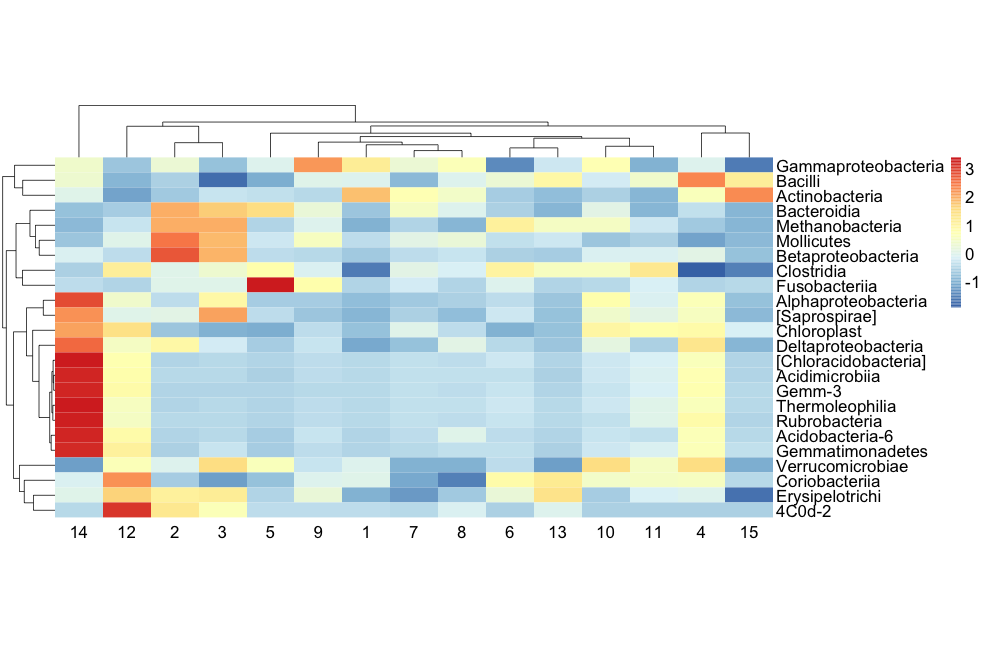 Gammaproteobacteria
Bacilli
Actinobacteria
Bacteroidia
Methanobacteria
Mollicutes
Betaproteobacteria
Clostridia
Fusobacteriia
Alphaproteobacteria
[Saprospirae]
Chloroplast
Deltaproteobacteria
[Chloracidobacteria]
Acidimicrobiia
Gemm-3
Thermoleophilia
Rubrobacteria
Acidobacteria-6
Gemmatimonadetes
Verrucomicrobiae
Coriobacteriia
Erysipelotrichi
4C0d-2
14 12 2 3 5 9 1 7 8 6 13 10 11 4 15
3
2
1
0
-1